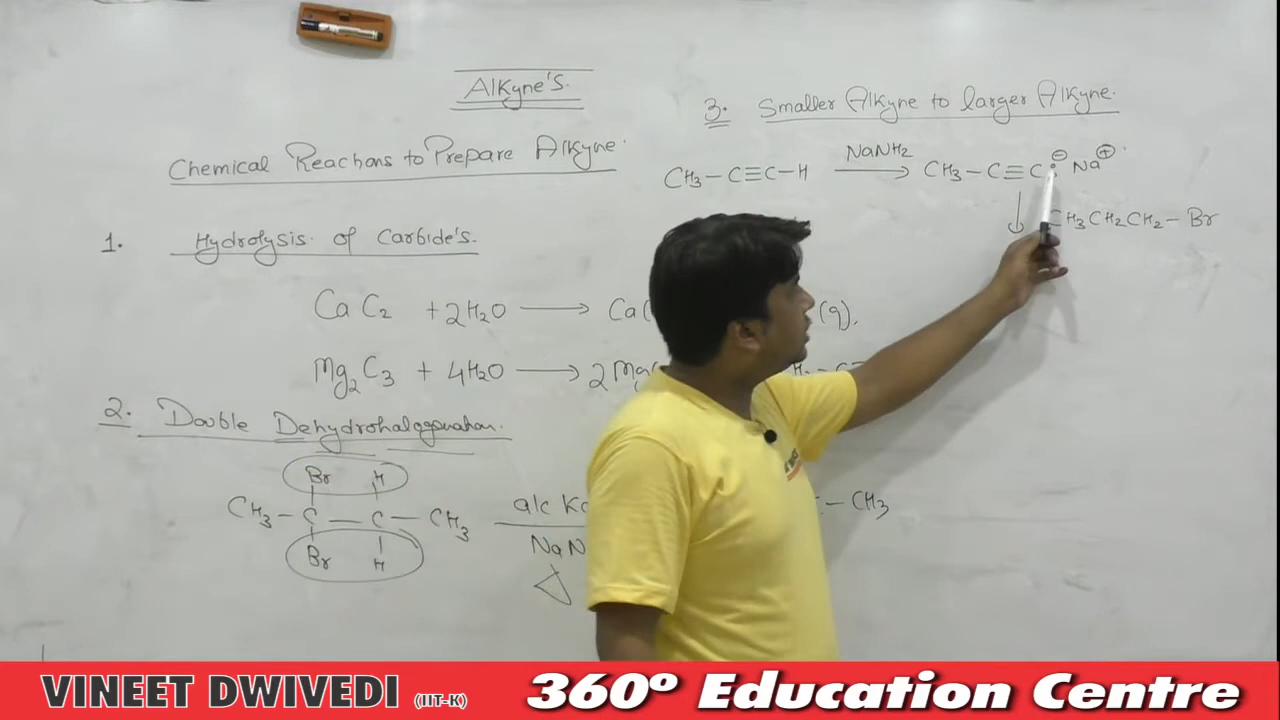 Alkyne's.
Chemical Reactions to Prepare Alkyne.
1. Hydrolysis of Carbide's.
CaC2 + 2H2O ⟶ Ca( (g).
Mg2C3 + 4H2O ⟶ 2Mg(
2. Double Dehydrohalogenation.
Br H
CH3 – C – C – CH3 alc – CH3
Br H NaN
△
3. Smaller Alkyne to larger Alkyne.
CH3 – C ≡ C – H NaNH2 ⟶ CH3 – C ≡ C:⊖ Na⊕
↓ CH3CH2CH2 – Br
VINEET DWIVEDI (IIT-K) 360º Education Centre